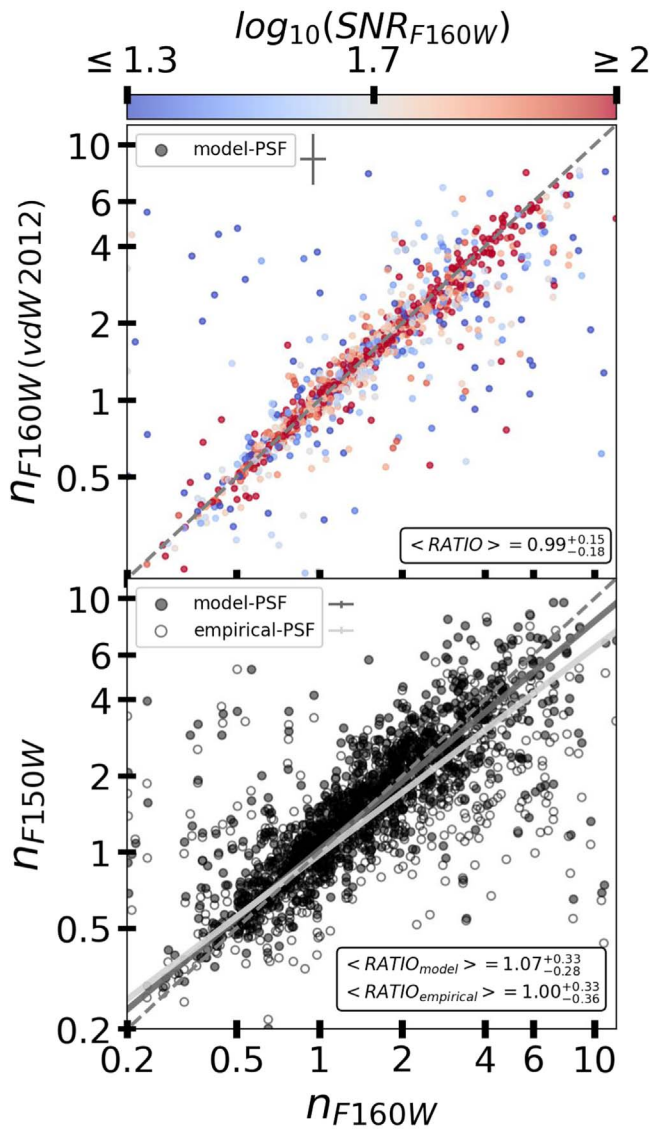 log10(SNRF160W)
≤ 1.3 1.7 ≥ 2
10
model-PSF
6
4
2
1
0.5
nF160W (vdW 2012)
< RATIO > = 0.99 +0.15 −0.18
10
model-PSF
empirical-PSF
6
4
2
1
0.5
0.2
nF150W
< RATIOmodel > = 1.07 +0.33 −0.28
< RATIOempirical > = 1.00 +0.33 −0.36
0.2 0.5 1 2 4 6 10
nF160W